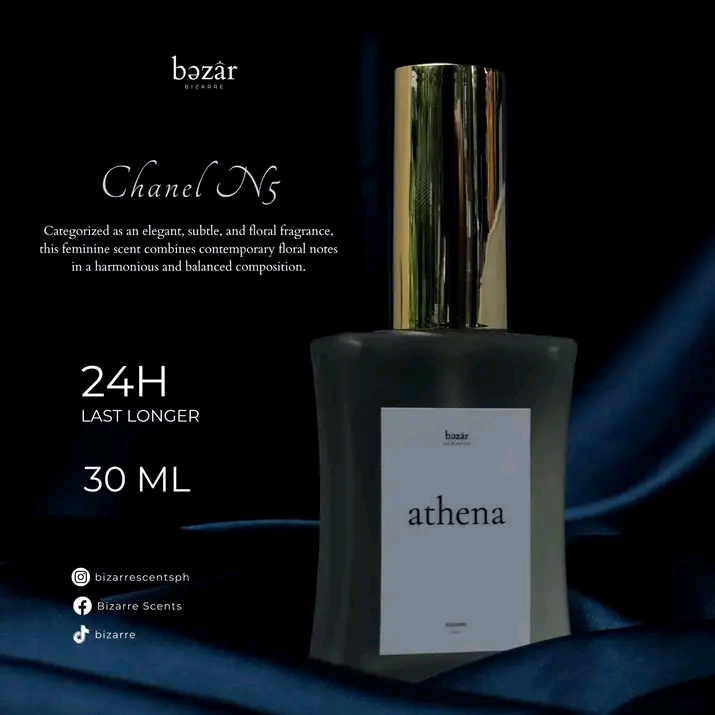 bəzâr
BIZARRE
Chanel N5
Categorized as an elegant, subtle, and floral fragrance,
this feminine scent combines contemporary floral notes
in a harmonious and balanced composition.
24H
LAST LONGER
30 ML
bizarrescentsph
Bizarre Scents
bizarre
bəzâr
athena